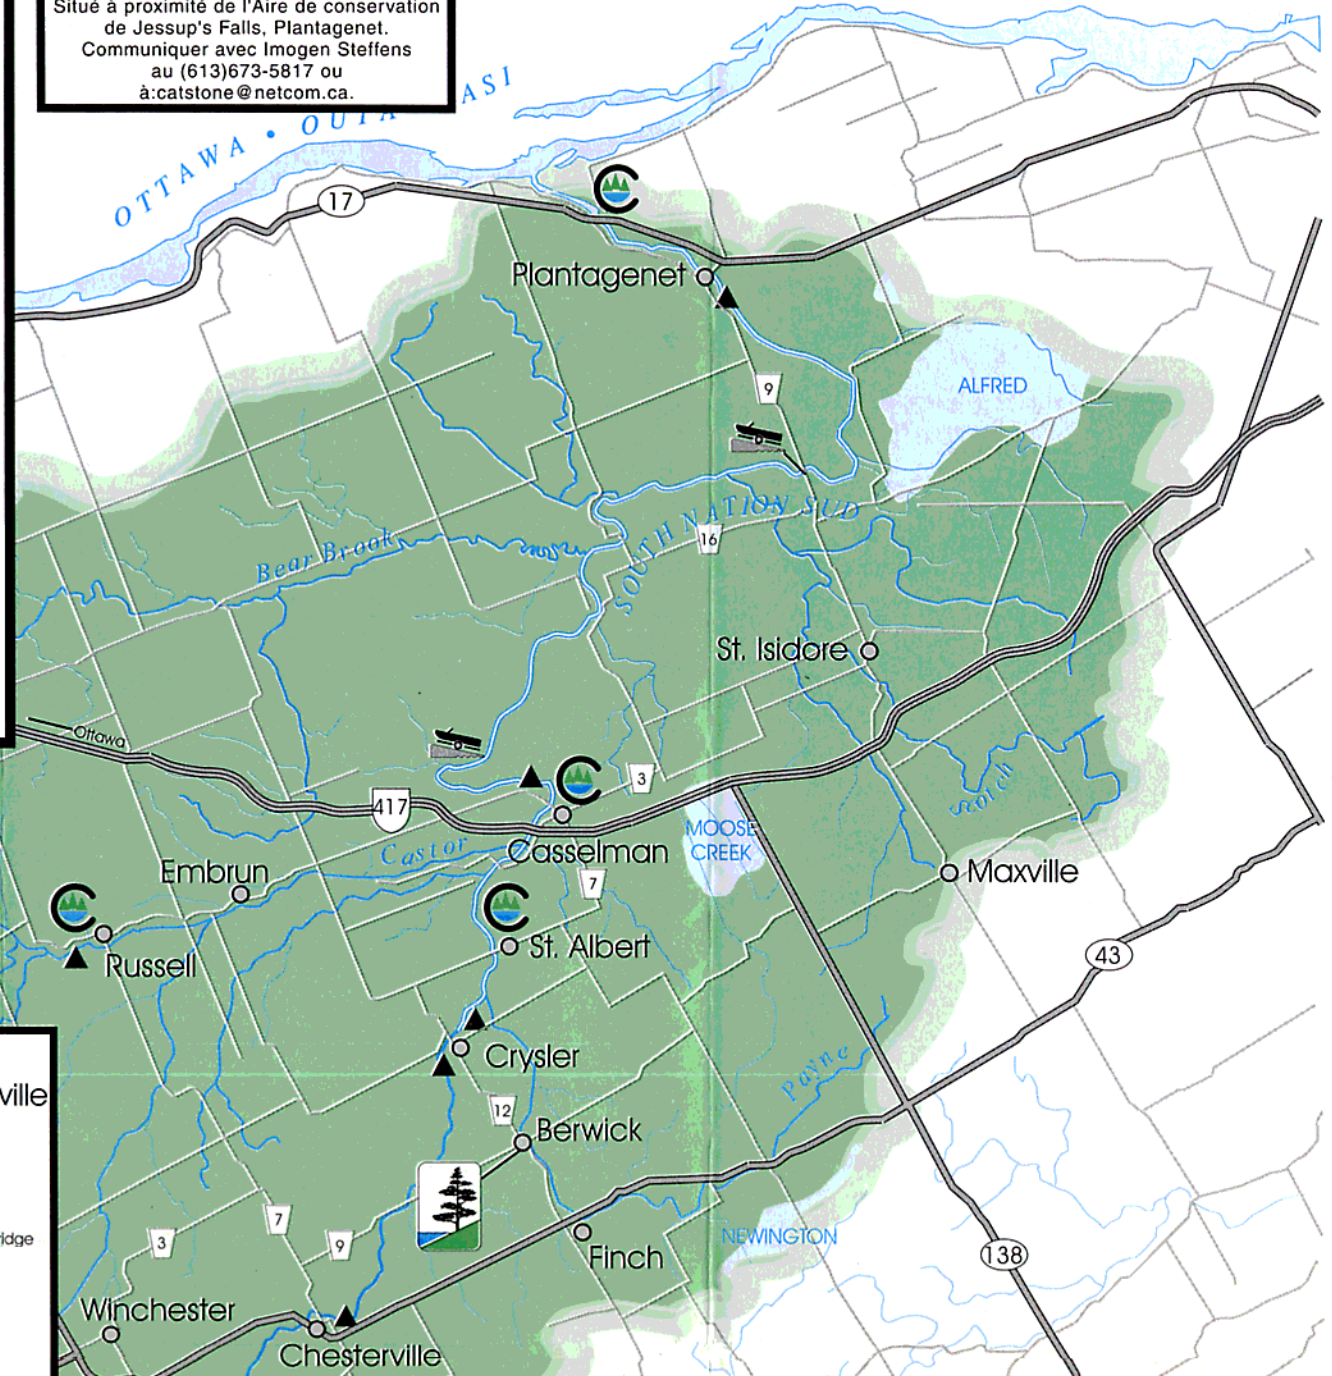 Situé à proximité de l'Aire de conservation
de Jessup's Falls, Plantagenet.
Communiquer avec Imogen Steffens
au (613)673-5817 ou
à:catstone@netcom.ca.
OTTAWA • OUTA ASI
17
Plantagenet
ALFRED
9
SOUTH NATION SUD
16
Bear Brook
St. Isidore
Ottawa
3
417
Scotch
MOOSE
CREEK
Castor
Casselman
Embrun
7
Maxville
St. Albert
Russell
43
Crysler
Payne
ville
12
Berwick
7
3
9
idge
NEWINGTON
Finch
138
Winchester
Chesterville